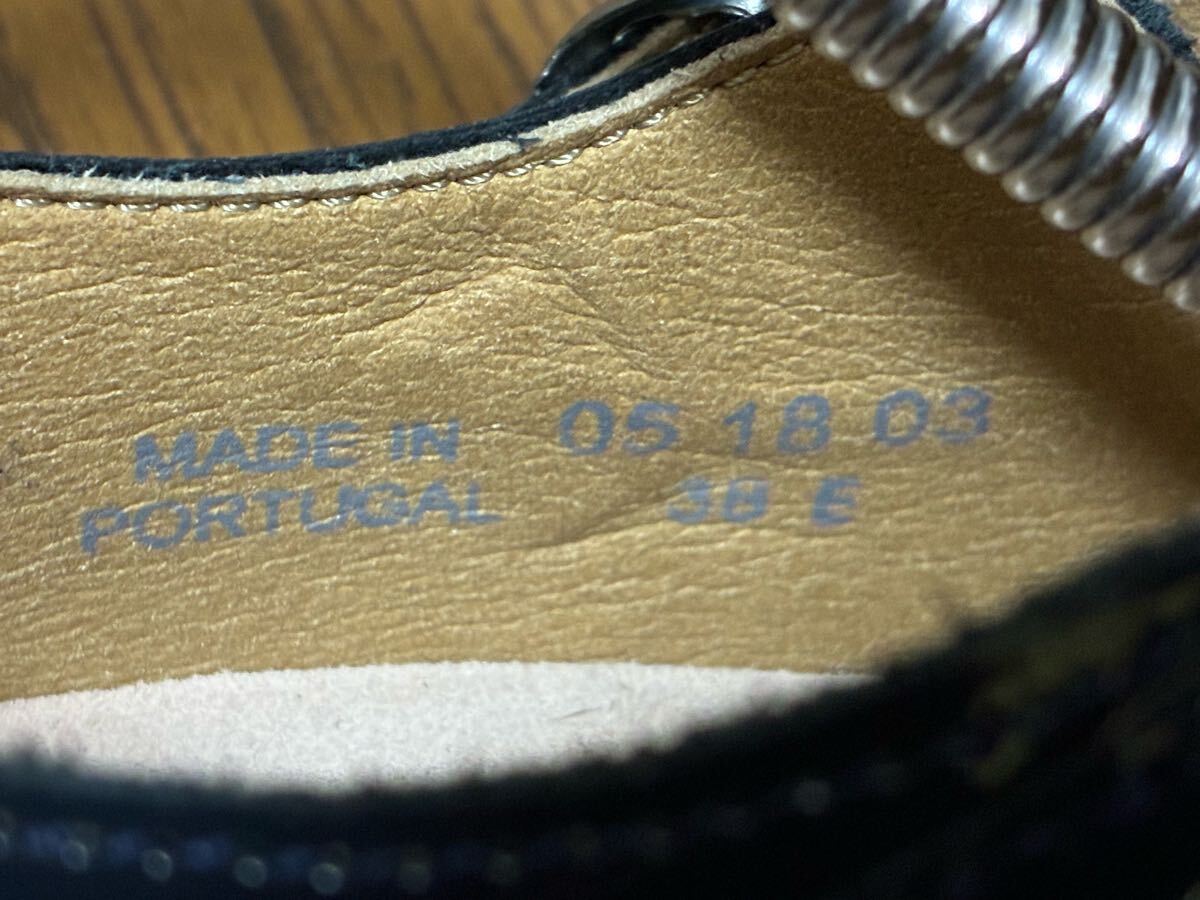 MADE IN 05 18 03
PORTUGAL 38 E